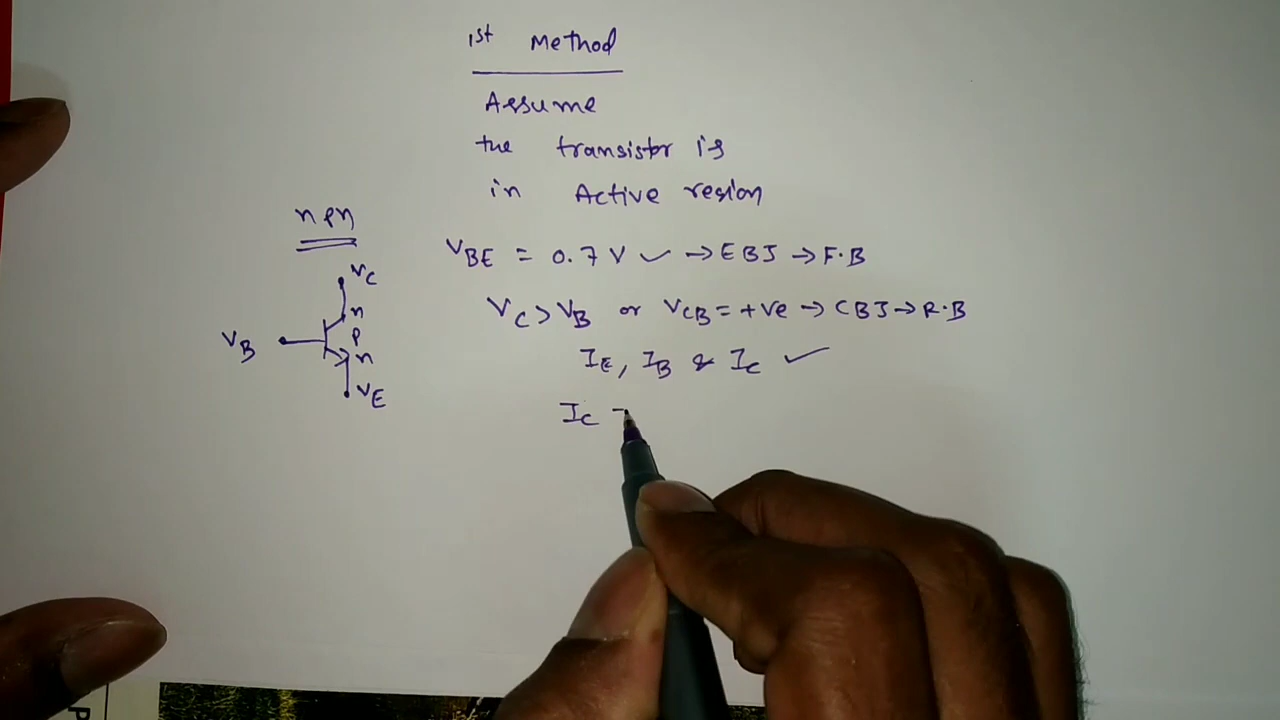 1st Method
Assume
the transistor is
in Active region
npn
VBE = 0.7 V ✓ → EBJ → F.B
VC > VB or VCB = +ve → CBJ → R.B
IE, IB & IC ✓
IC
VC
n
p
n
VB
VE